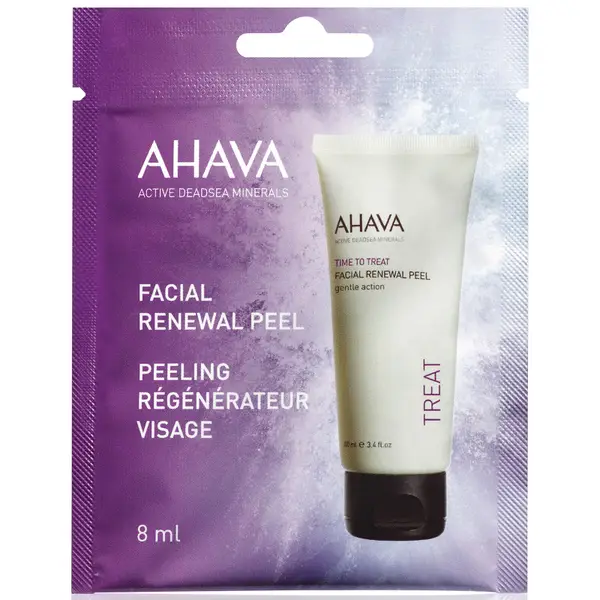 AHAVA
ACTIVE DEADSEA MINERALS
FACIAL
RENEWAL PEEL
PEELING
RÉGÉNÉRATEUR
VISAGE
8 ml
AHAVA
ACTIVE DEADSEA MINERALS
TIME TO TREAT
FACIAL RENEWAL PEEL
gentle action
TREAT
100 ml e 3.4 fl.oz